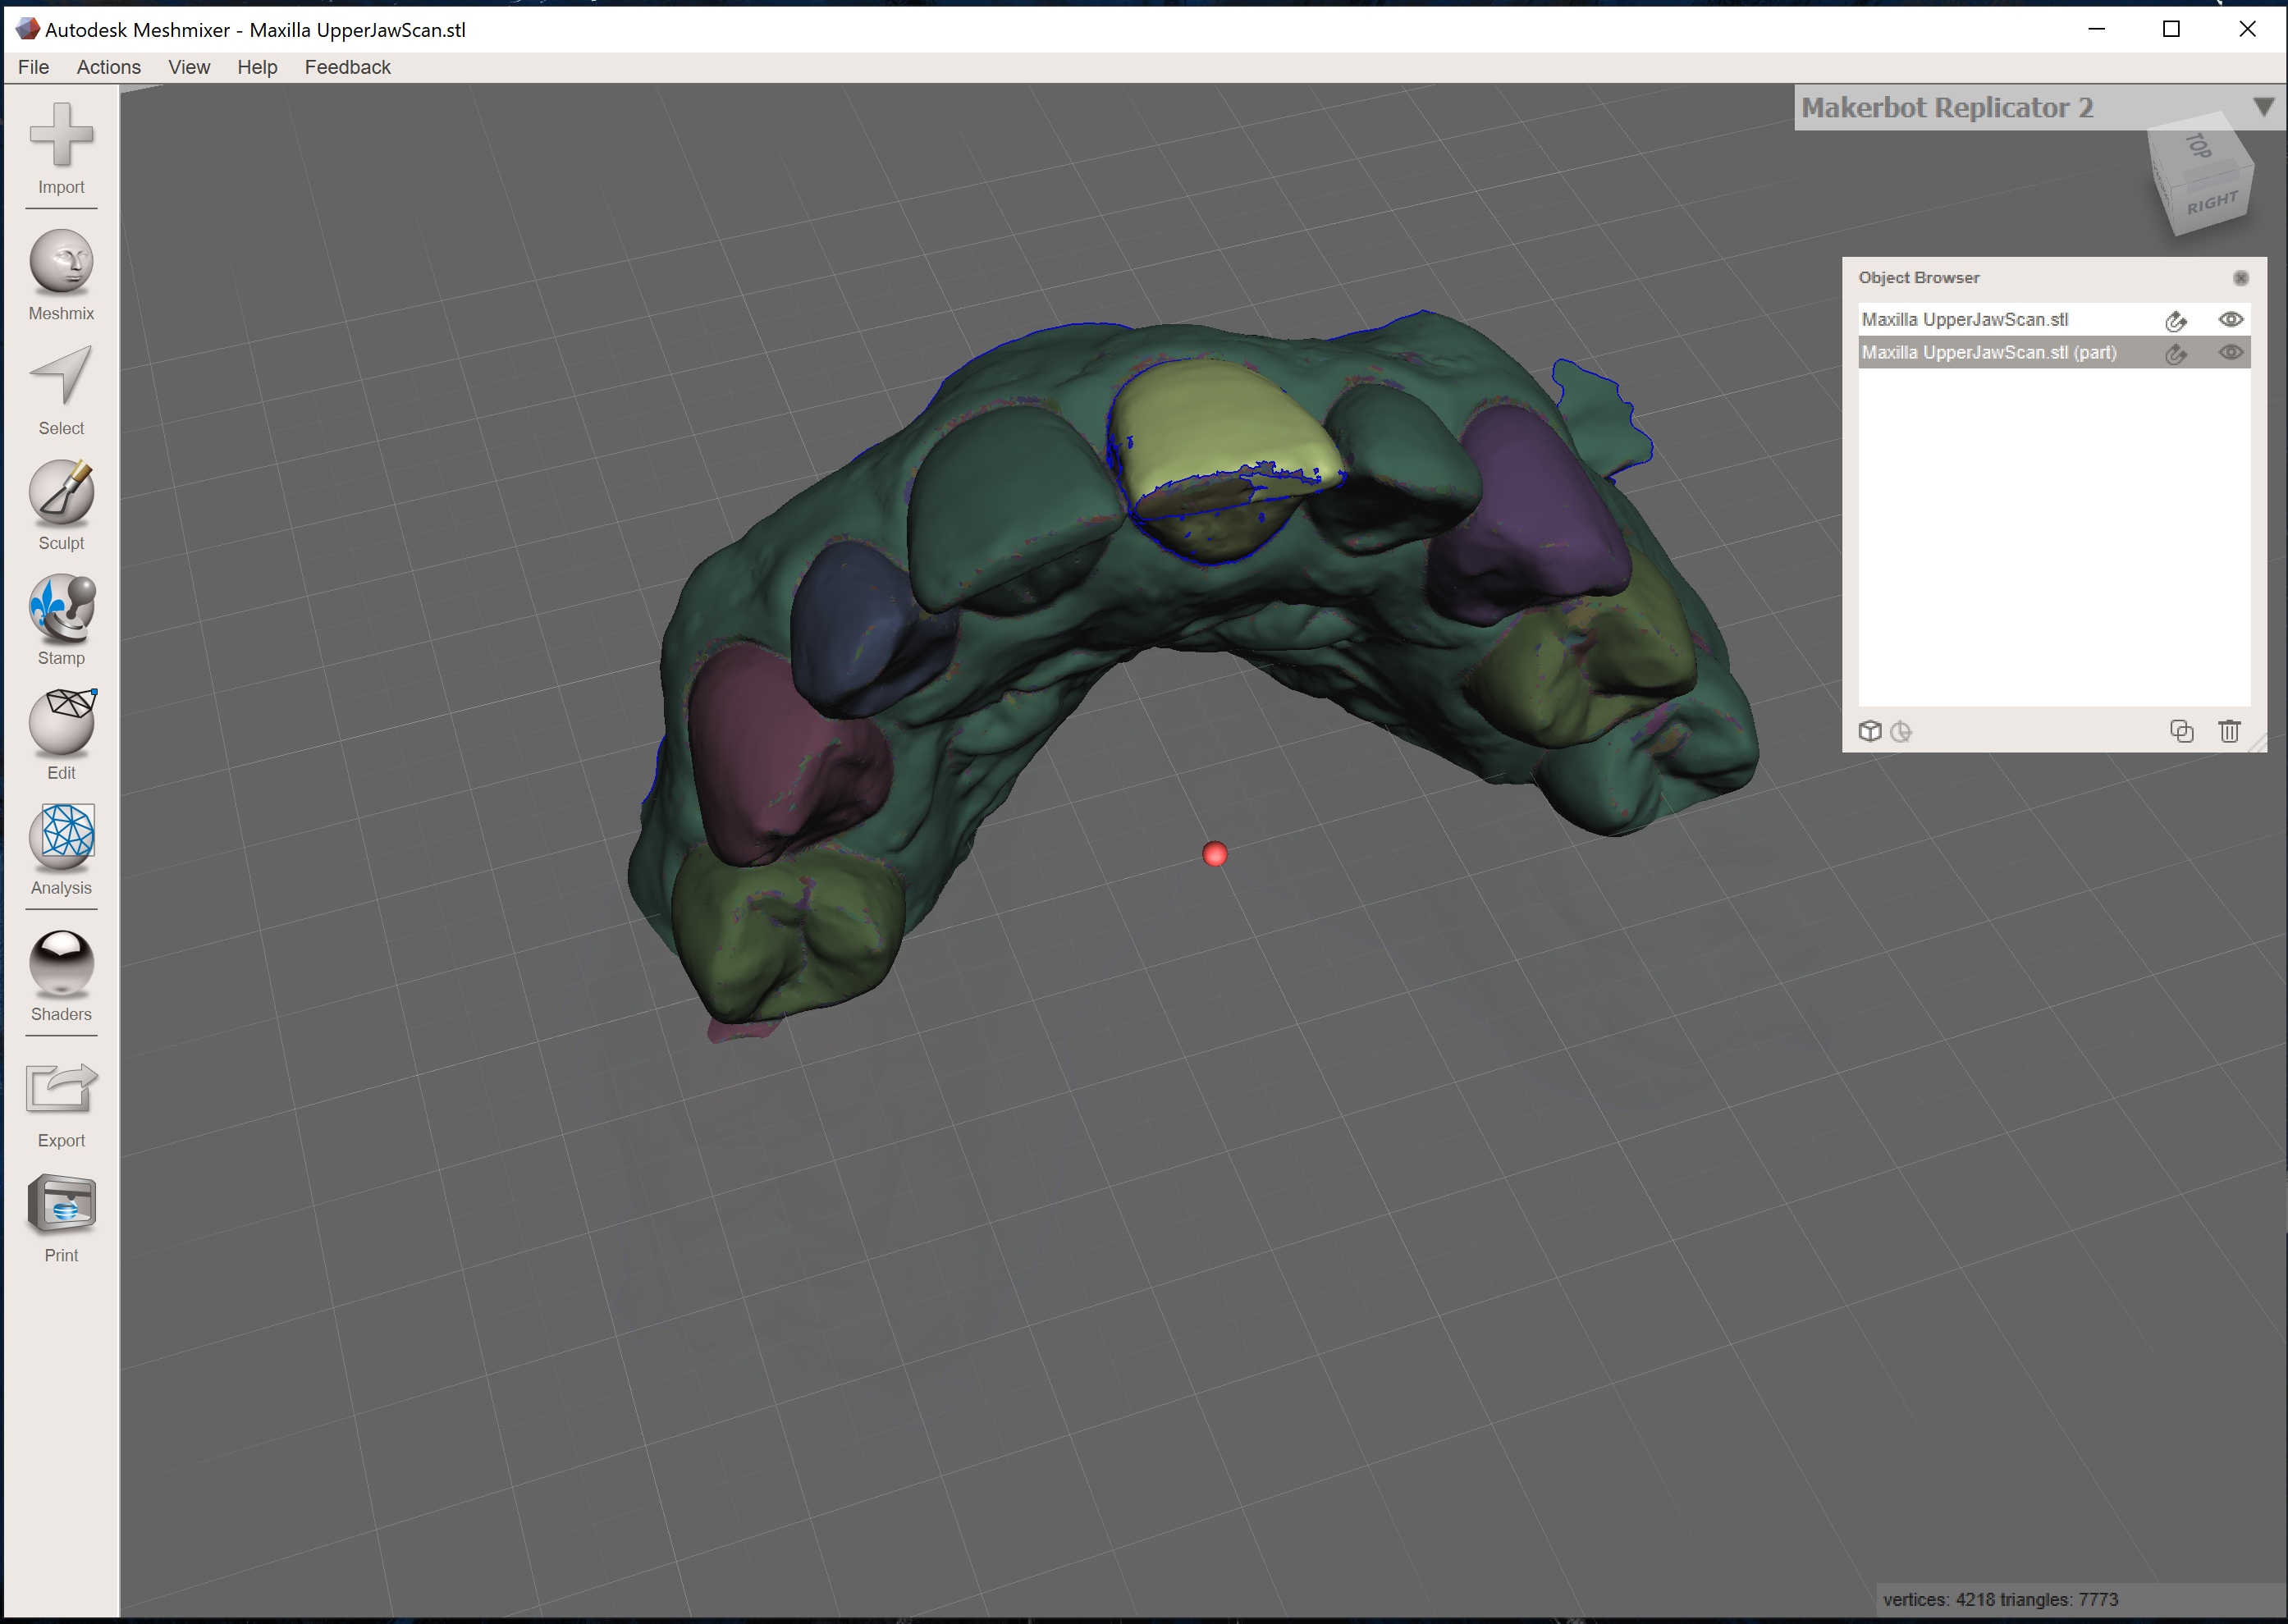 Autodesk Meshmixer - Maxilla UpperJawScan.stl
File Actions View Help Feedback
Makerbot Replicator 2
TOP
RIGHT
Import
Meshmix
Select
Sculpt
Stamp
Edit
Analysis
Shaders
Export
Print
Object Browser
Maxilla UpperJawScan.stl
Maxilla UpperJawScan.stl (part)
vertices: 4218 triangles: 7773